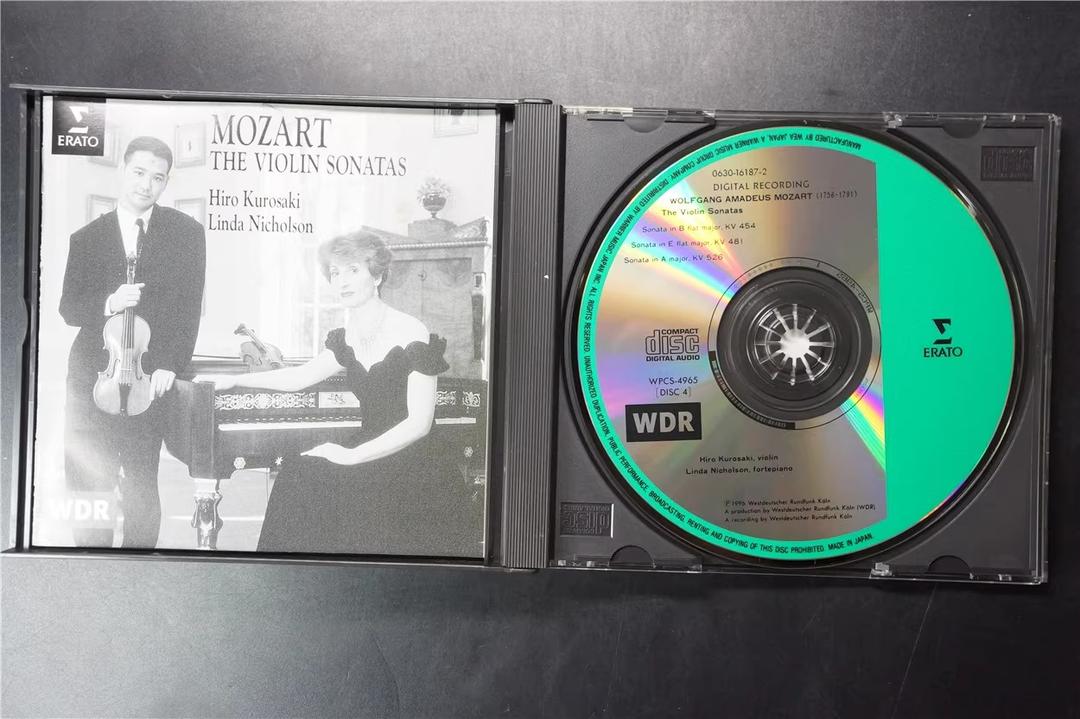 ERATO
MOZART
THE VIOLIN SONATAS
Hiro Kurosaki
Linda Nicholson
WDR
MANUFACTURED BY WEA JAPAN, A WARNER MUSIC GROUP COMPANY. DISTRIBUTED BY WARNER MUSIC JAPAN INC. ALL RIGHTS RESERVED. UNAUTHORIZED DUPLICATION, PUBLIC PERFORMANCE, BROADCASTING, RENTING AND COPYING OF THIS DISC PROHIBITED. MADE IN JAPAN.
0630-16187-2
DIGITAL RECORDING
WOLFGANG AMADEUS MOZART (1756-1791)
The Violin Sonatas
Sonata in B flat major, KV 454
Sonata in E flat major, KV 481
Sonata in A major, KV 526
COMPACT
disc
DIGITAL AUDIO
WPCS-4965
[DISC 4]
WDR
ERATO
Hiro Kurosaki, violin
Linda Nicholson, fortepiano
Ⓟ 1996 Westdeutscher Rundfunk Köln
A production by Westdeutscher Rundfunk Köln (WDR)
A recording by Westdeutscher Rundfunk Köln